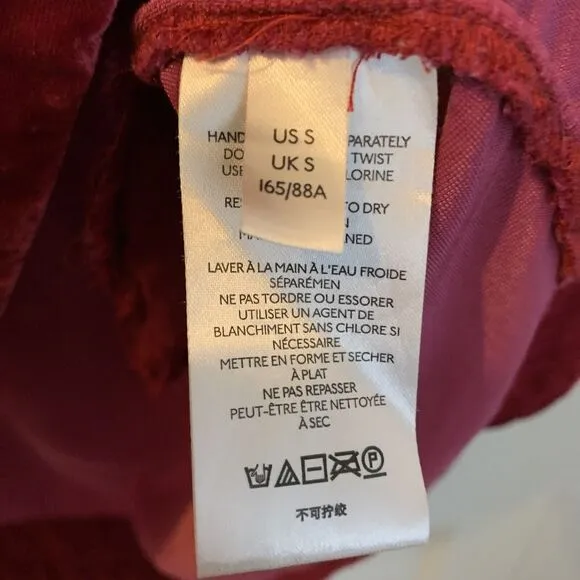 US S
UK S
165/88A
HAND PARATELY
DO TWIST
USE LORINE
RES TO DRY
N
MA NED
LAVER À LA MAIN À L'EAU FROIDE
SÉPARÉMEN
NE PAS TORDRE OU ESSORER
UTILISER UN AGENT DE
BLANCHIMENT SANS CHLORE SI
NÉCESSAIRE
METTRE EN FORME ET SECHER
À PLAT
NE PAS REPASSER
PEUT-ÊTRE ÊTRE NETTOYÉE
À SEC
P
不可拧绞